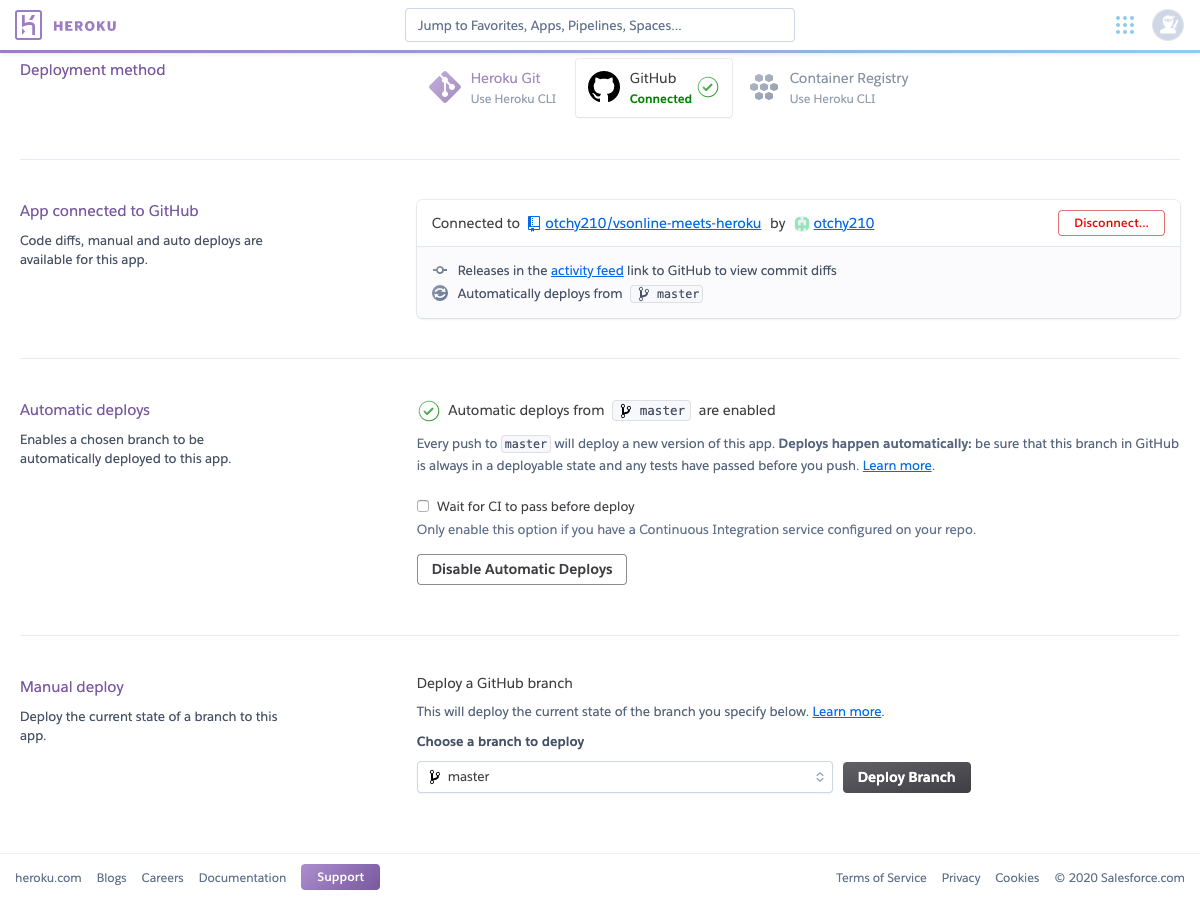 HEROKU
Jump to Favorites, Apps, Pipelines, Spaces...
Deployment method
Heroku Git
Use Heroku CLI
GitHub
Connected
Container Registry
Use Heroku CLI
App connected to GitHub
Code diffs, manual and auto deploys are
available for this app.
Connected to otchy210/vsonline-meets-heroku by otchy210
Disconnect...
Releases in the activity feed link to GitHub to view commit diffs
Automatically deploys from master
Automatic deploys
Enables a chosen branch to be
automatically deployed to this app.
Automatic deploys from master are enabled
Every push to master will deploy a new version of this app. Deploys happen automatically: be sure that this branch in GitHub
is always in a deployable state and any tests have passed before you push. Learn more.
Wait for CI to pass before deploy
Only enable this option if you have a Continuous Integration service configured on your repo.
Disable Automatic Deploys
Manual deploy
Deploy the current state of a branch to this
app.
Deploy a GitHub branch
This will deploy the current state of the branch you specify below. Learn more.
Choose a branch to deploy
master
Deploy Branch
heroku.com Blogs Careers Documentation Support
Terms of Service Privacy Cookies © 2020 Salesforce.com